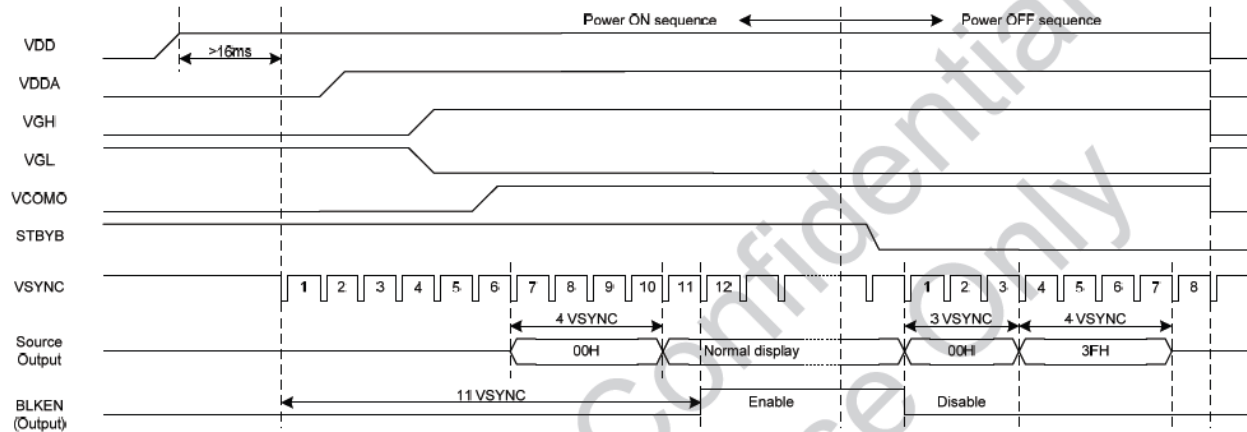 Power ON sequence
Power OFF sequence
VDD
>16ms
VDDA
VGH
VGL
VCOMO
STBYB
VSYNC
1 2 3 4 5 6 7 8 9 10 11 12 1 2 3 4 5 6 7 8
4 VSYNC 3 VSYNC 4 VSYNC
Source
Output
00H Normal display 00H 3FH
11 VSYNC
BLKEN
(Output)
Enable Disable
Confidential
Only